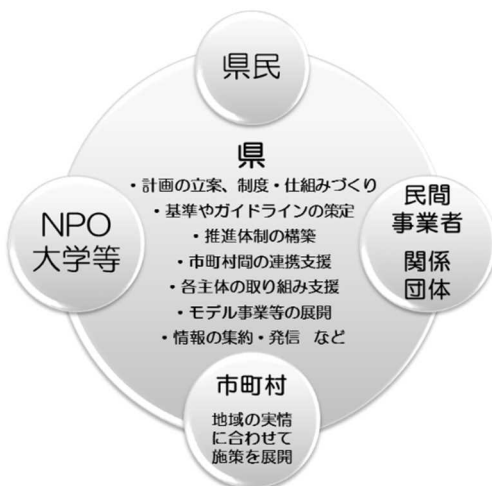 県民
県
・計画の立案、制度・仕組みづくり
・基準やガイドラインの策定
・推進体制の構築
・市町村間の連携支援
・各主体の取り組み支援
・モデル事業等の展開
・情報の集約・発信 など
NPO
大学等
民間
事業者
関係
団体
市町村
地域の実情
に合わせて
施策を展開